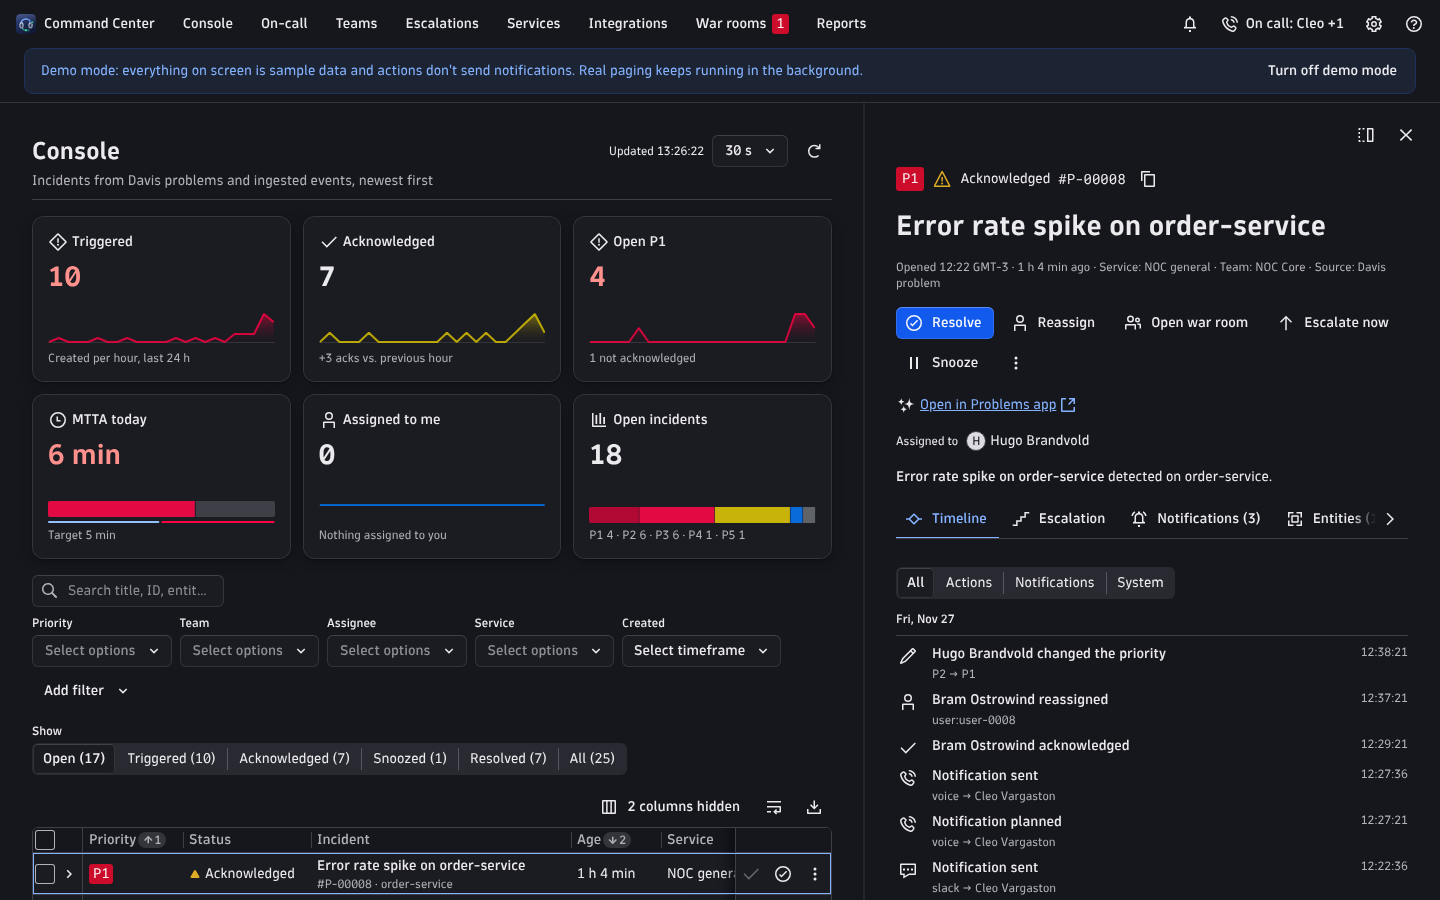 Command Center
Console
On-call
Teams
Escalations
Services
Integrations
War rooms 1
Reports
On call: Cleo +1
Demo mode: everything on screen is sample data and actions don't send notifications. Real paging keeps running in the background.
Turn off demo mode
Console
Updated 13:26:22
30 s
Incidents from Davis problems and ingested events, newest first
Triggered
10
Created per hour, last 24 h
Acknowledged
7
+3 acks vs. previous hour
Open P1
4
1 not acknowledged
MTTA today
6 min
Target 5 min
Assigned to me
0
Nothing assigned to you
Open incidents
18
P1 4 · P2 6 · P3 6 · P4 1 · P5 1
Search title, ID, entit...
Priority
Team
Assignee
Service
Created
Select options
Select options
Select options
Select options
Select timeframe
Add filter
Show
Open (17)
Triggered (10)
Acknowledged (7)
Snoozed (1)
Resolved (7)
All (25)
2 columns hidden
Priority 1
Status
Incident
Age 2
Service
P1
Acknowledged
Error rate spike on order-service
#P-00008 · order-service
1 h 4 min
NOC gener
P1
Acknowledged
#P-00008
Error rate spike on order-service
Opened 12:22 GMT-3 · 1 h 4 min ago · Service: NOC general · Team: NOC Core · Source: Davis
problem
Resolve
Reassign
Open war room
Escalate now
Snooze
Open in Problems app
Assigned to
H
Hugo Brandvold
Error rate spike on order-service detected on order-service.
Timeline
Escalation
Notifications (3)
Entities (
All
Actions
Notifications
System
Fri, Nov 27
Hugo Brandvold changed the priority
12:38:21
P2 → P1
Bram Ostrowind reassigned
12:37:21
user:user-0008
Bram Ostrowind acknowledged
12:29:21
Notification sent
12:27:36
voice → Cleo Vargaston
Notification planned
12:27:21
voice → Cleo Vargaston
Notification sent
12:22:36
slack → Cleo Vargaston